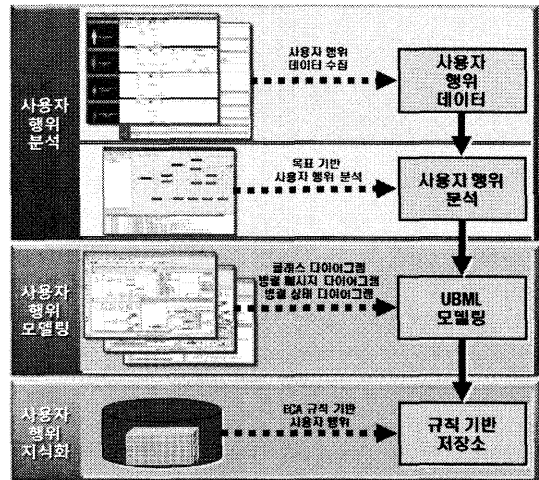 사용자
행위
분석
사용자 행위
데이터 수집
사용자
행위
데이터
목표 기반
사용자 행위 분석
사용자 행위
분석
사용자
행위
모델링
클래스 다이어그램
병렬 메시지 다이어그램
병렬 상태 다이어그램
UBML
모델링
사용자
행위
지식화
ECA 규칙 기반
사용자 행위
규칙 기반
저장소